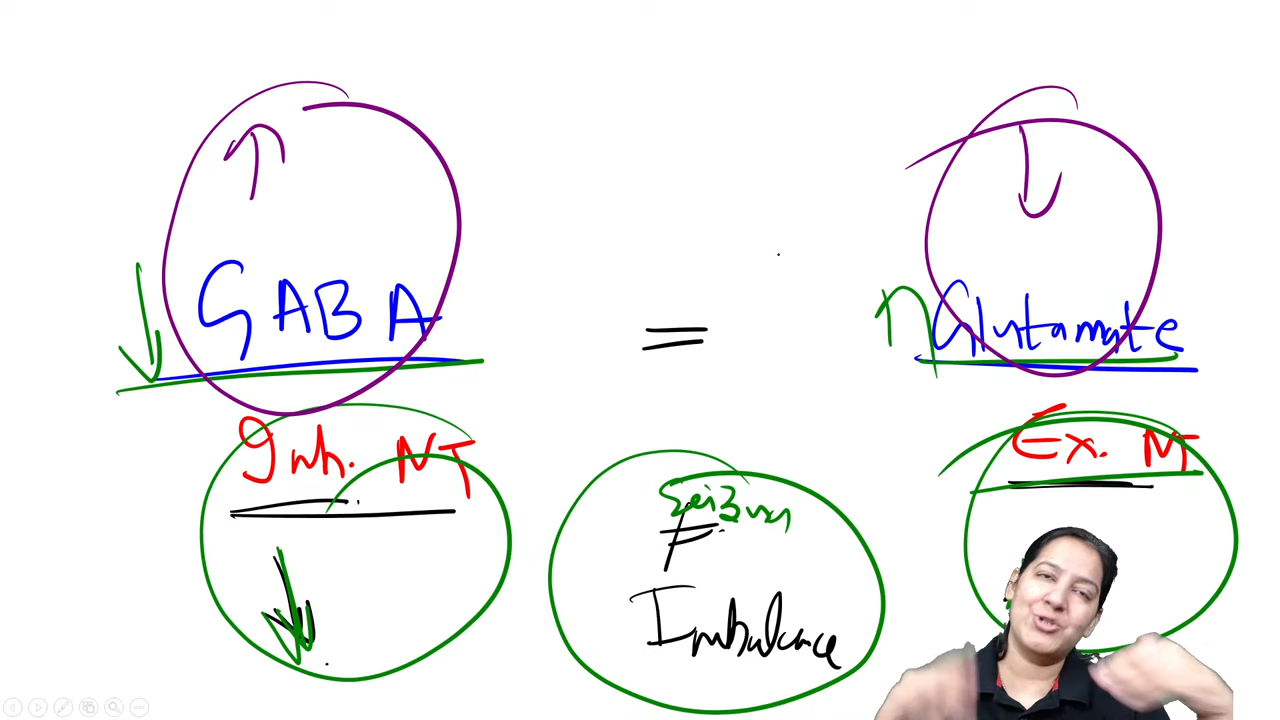 GABA = Glutamate
Inh. NT
Ex. NT
Seizures
F
Imbalance